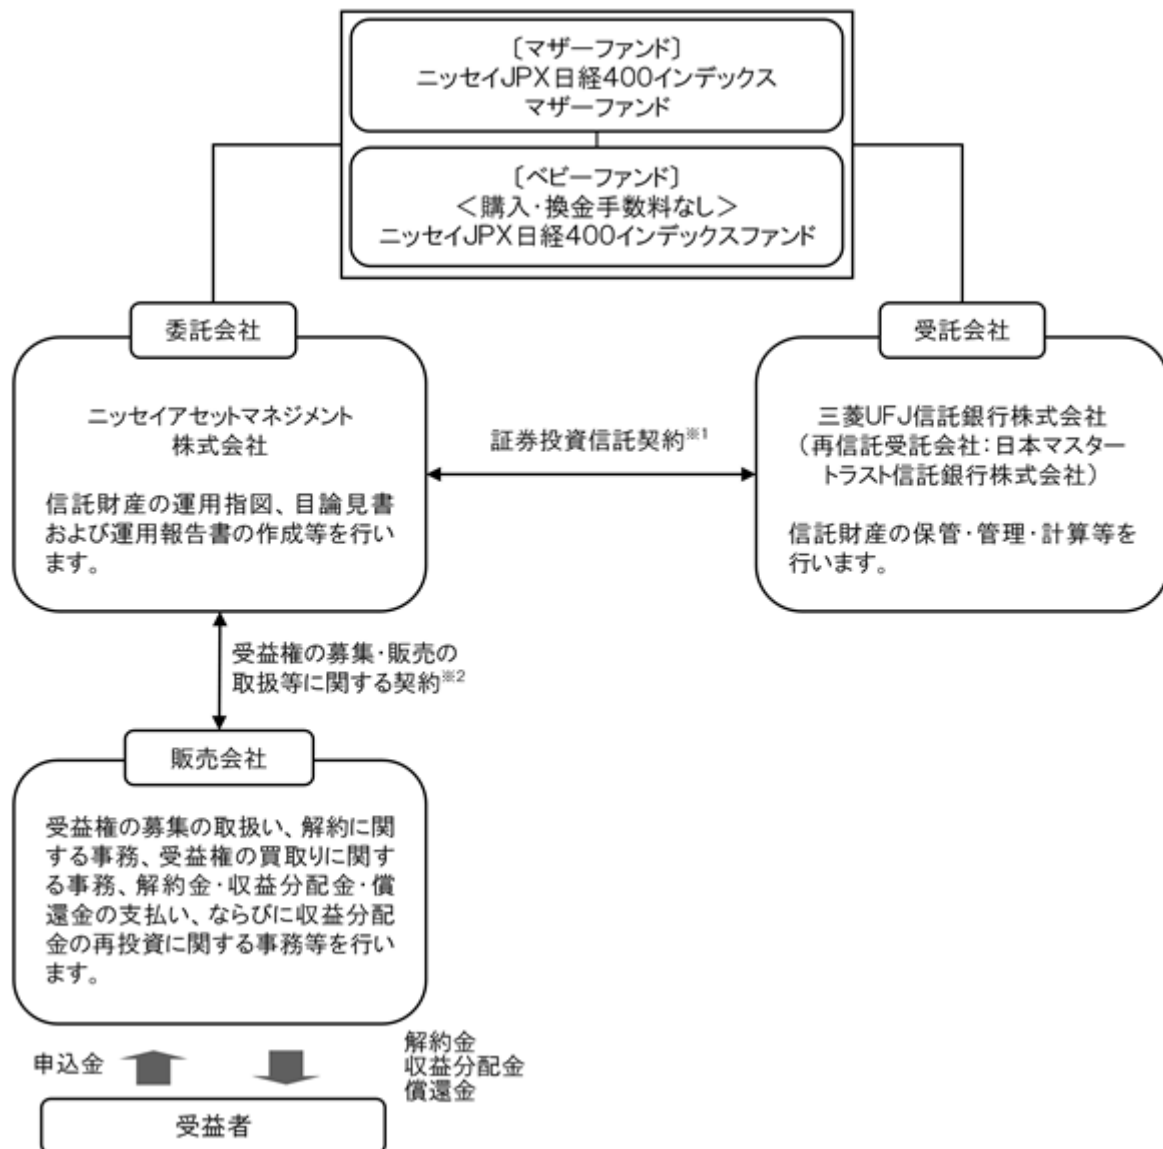 〔マザーファンド〕
ニッセイJPX日経400インデックス
マザーファンド
〔ベビーファンド〕
＜購入・換金手数料なし＞
ニッセイJPX日経400インデックスファンド
委託会社
ニッセイアセットマネジメント
株式会社
信託財産の運用指図、目論見書
および運用報告書の作成等を行い
ます。
証券投資信託契約※1
受託会社
三菱UFJ信託銀行株式会社
（再信託受託会社：日本マスター
トラスト信託銀行株式会社）
信託財産の保管・管理・計算等を
行います。
受益権の募集・販売の
取扱等に関する契約※2
販売会社
受益権の募集の取扱い、解約に関
する事務、受益権の買取りに関す
る事務、解約金・収益分配金・償
還金の支払い、ならびに収益分配
金の再投資に関する事務等を行い
ます。
申込金
解約金
収益分配金
償還金
受益者